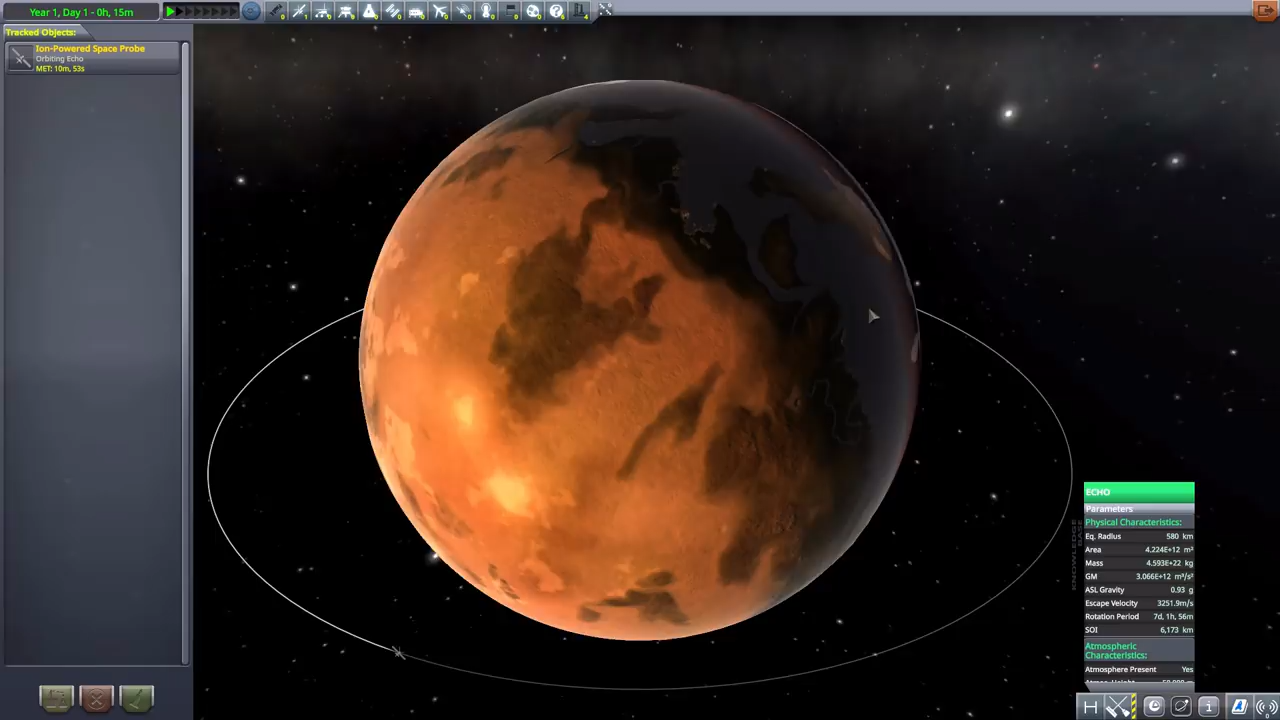 Year 1, Day 1 - 0h, 15m
Tracked Objects:
Ion-Powered Space Probe
Orbiting Echo
MET: 10m, 53s
ECHO
Parameters
Physical Characteristics:
Eq. Radius 580 km
Area 4.224E+12 m²
Mass 4.593E+22 kg
GM 3.066E+12 m³/s²
ASL Gravity 0.93 g
Escape Velocity 3251.9m/s
Rotation Period 7d, 1h, 56m
SOI 6,173 km
Atmospheric
Characteristics:
Atmosphere Present Yes
KNOWLEDGE
BASE